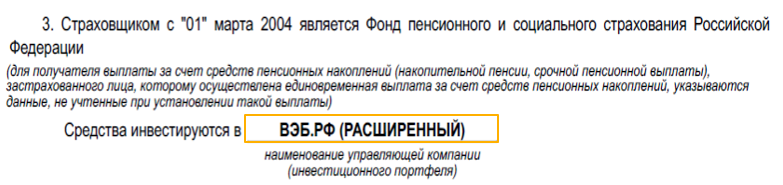 3. Страховщиком с "01" марта 2004 является Фонд пенсионного и социального страхования Российской
Федерации
(для получателя выплаты за счет средств пенсионных накоплений (накопительной пенсии, срочной пенсионной выплаты),
застрахованного лица, которому осуществлена единовременная выплата за счет средств пенсионных накоплений, указываются
данные, не учтенные при установлении такой выплаты)
Средства инвестируются в ВЭБ.РФ (РАСШИРЕННЫЙ)
наименование управляющей компании
(инвестиционного портфеля)